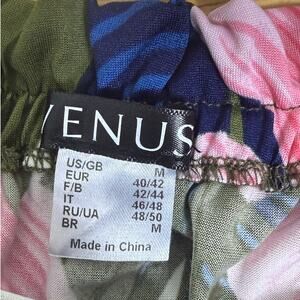 VENUS
US/GB M
EUR 40/42
F/B 42/44
IT 46/48
RU/UA 48/50
BR M
Made in China